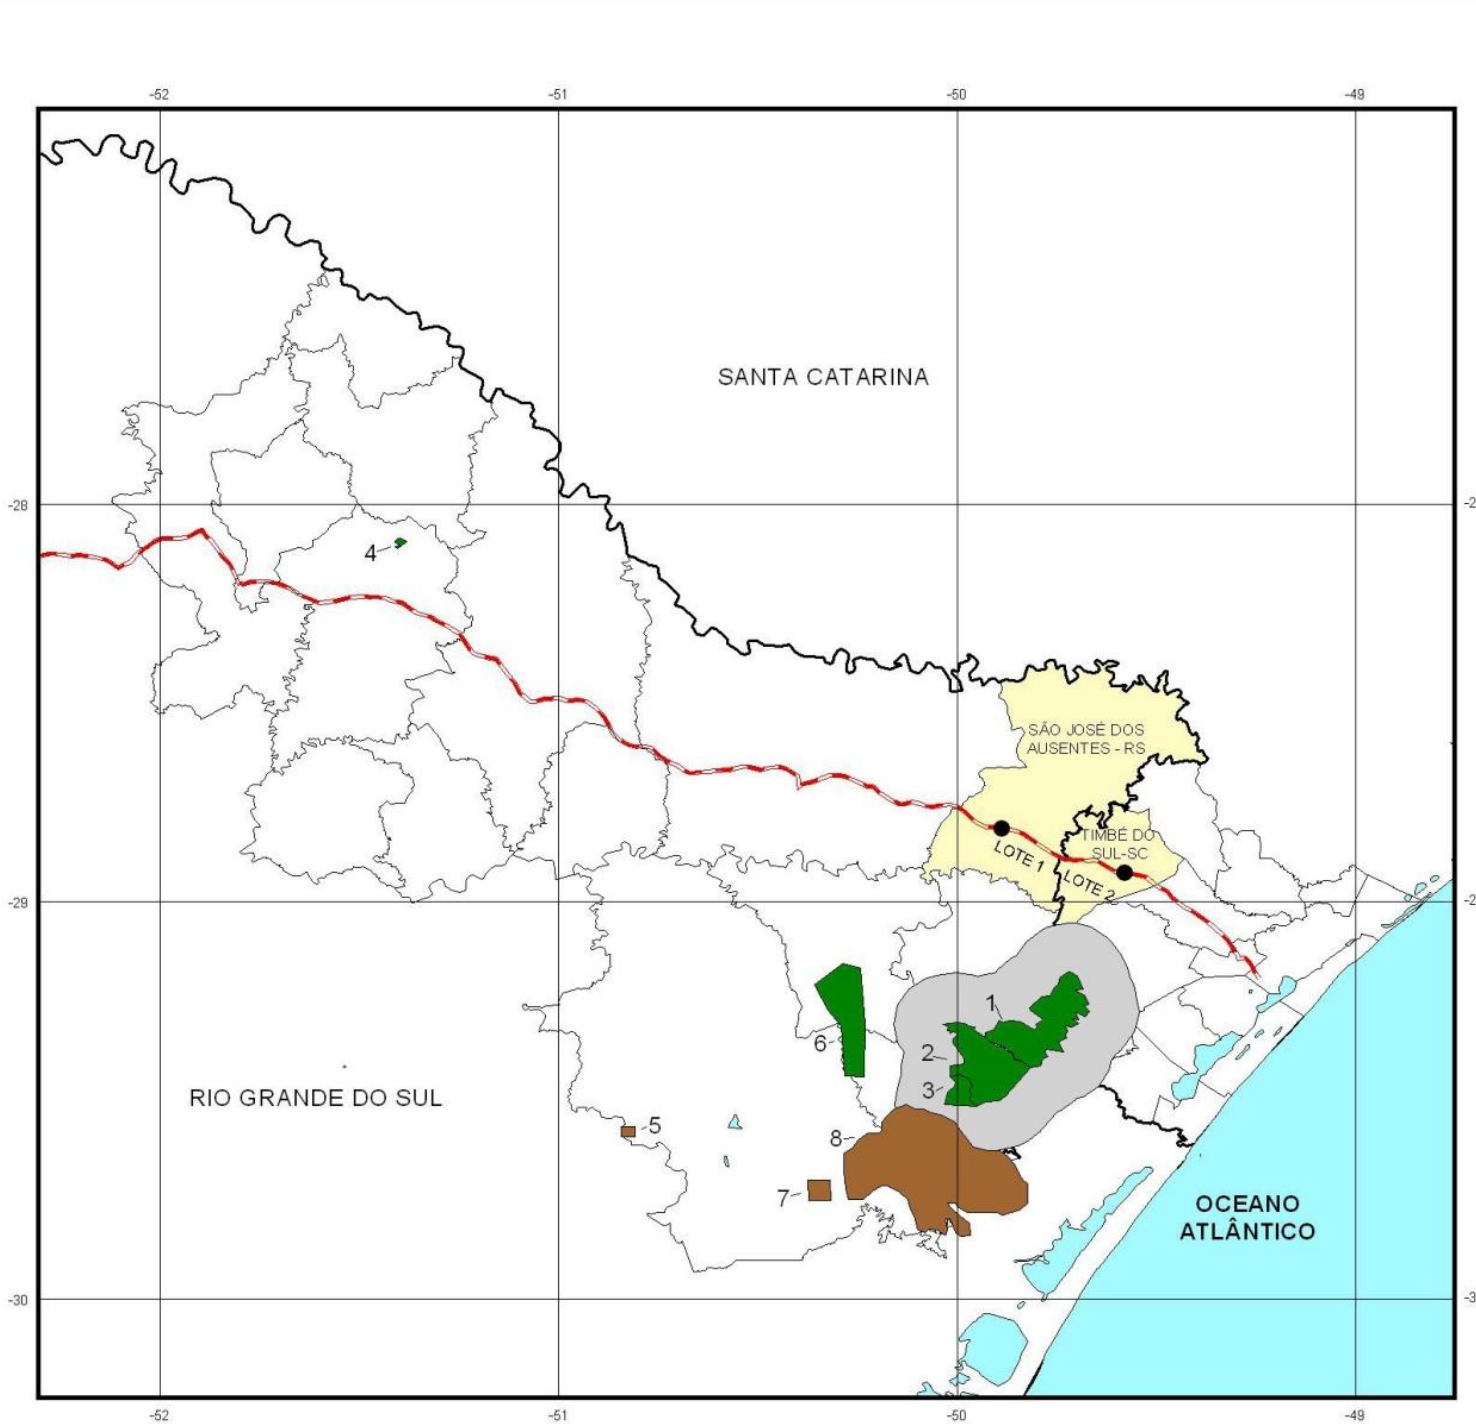 -52
-51
-50
-49
SANTA CATARINA
-28
-2
4
SÃO JOSÉ DOS
AUSENTES - RS
TIMBÉ DO
SUL-SC
LOTE 1
LOTE 2
-29
-2
1
6
2
3
RIO GRANDE DO SUL
5
8
7
OCEANO
ATLÂNTICO
-30
-3
-52
-51
-50
-49